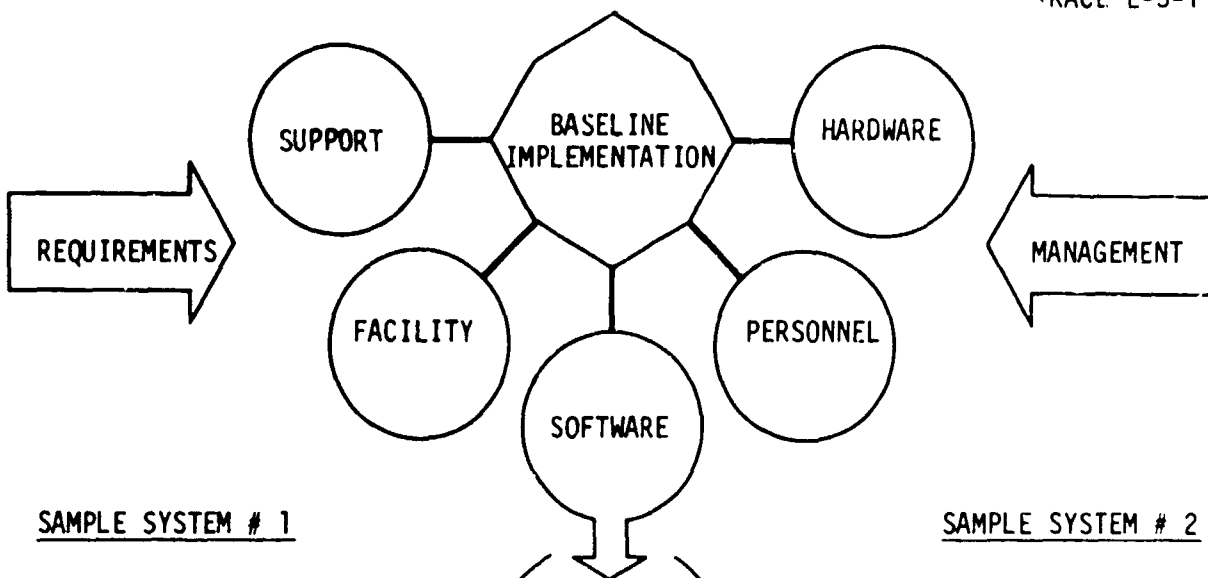 SUPPORT
BASELINE
IMPLEMENTATION
HARDWARE
REQUIREMENTS
MANAGEMENT
FACILITY
PERSONNEL
SOFTWARE
SAMPLE SYSTEM # 1
SAMPLE SYSTEM # 2